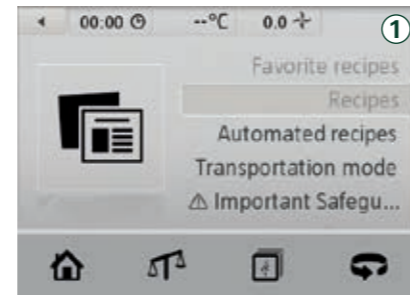 00:00 --°C 0.0 1
Favorite recipes
Recipes
Automated recipes
Transportation mode
⚠ Important Safegu...